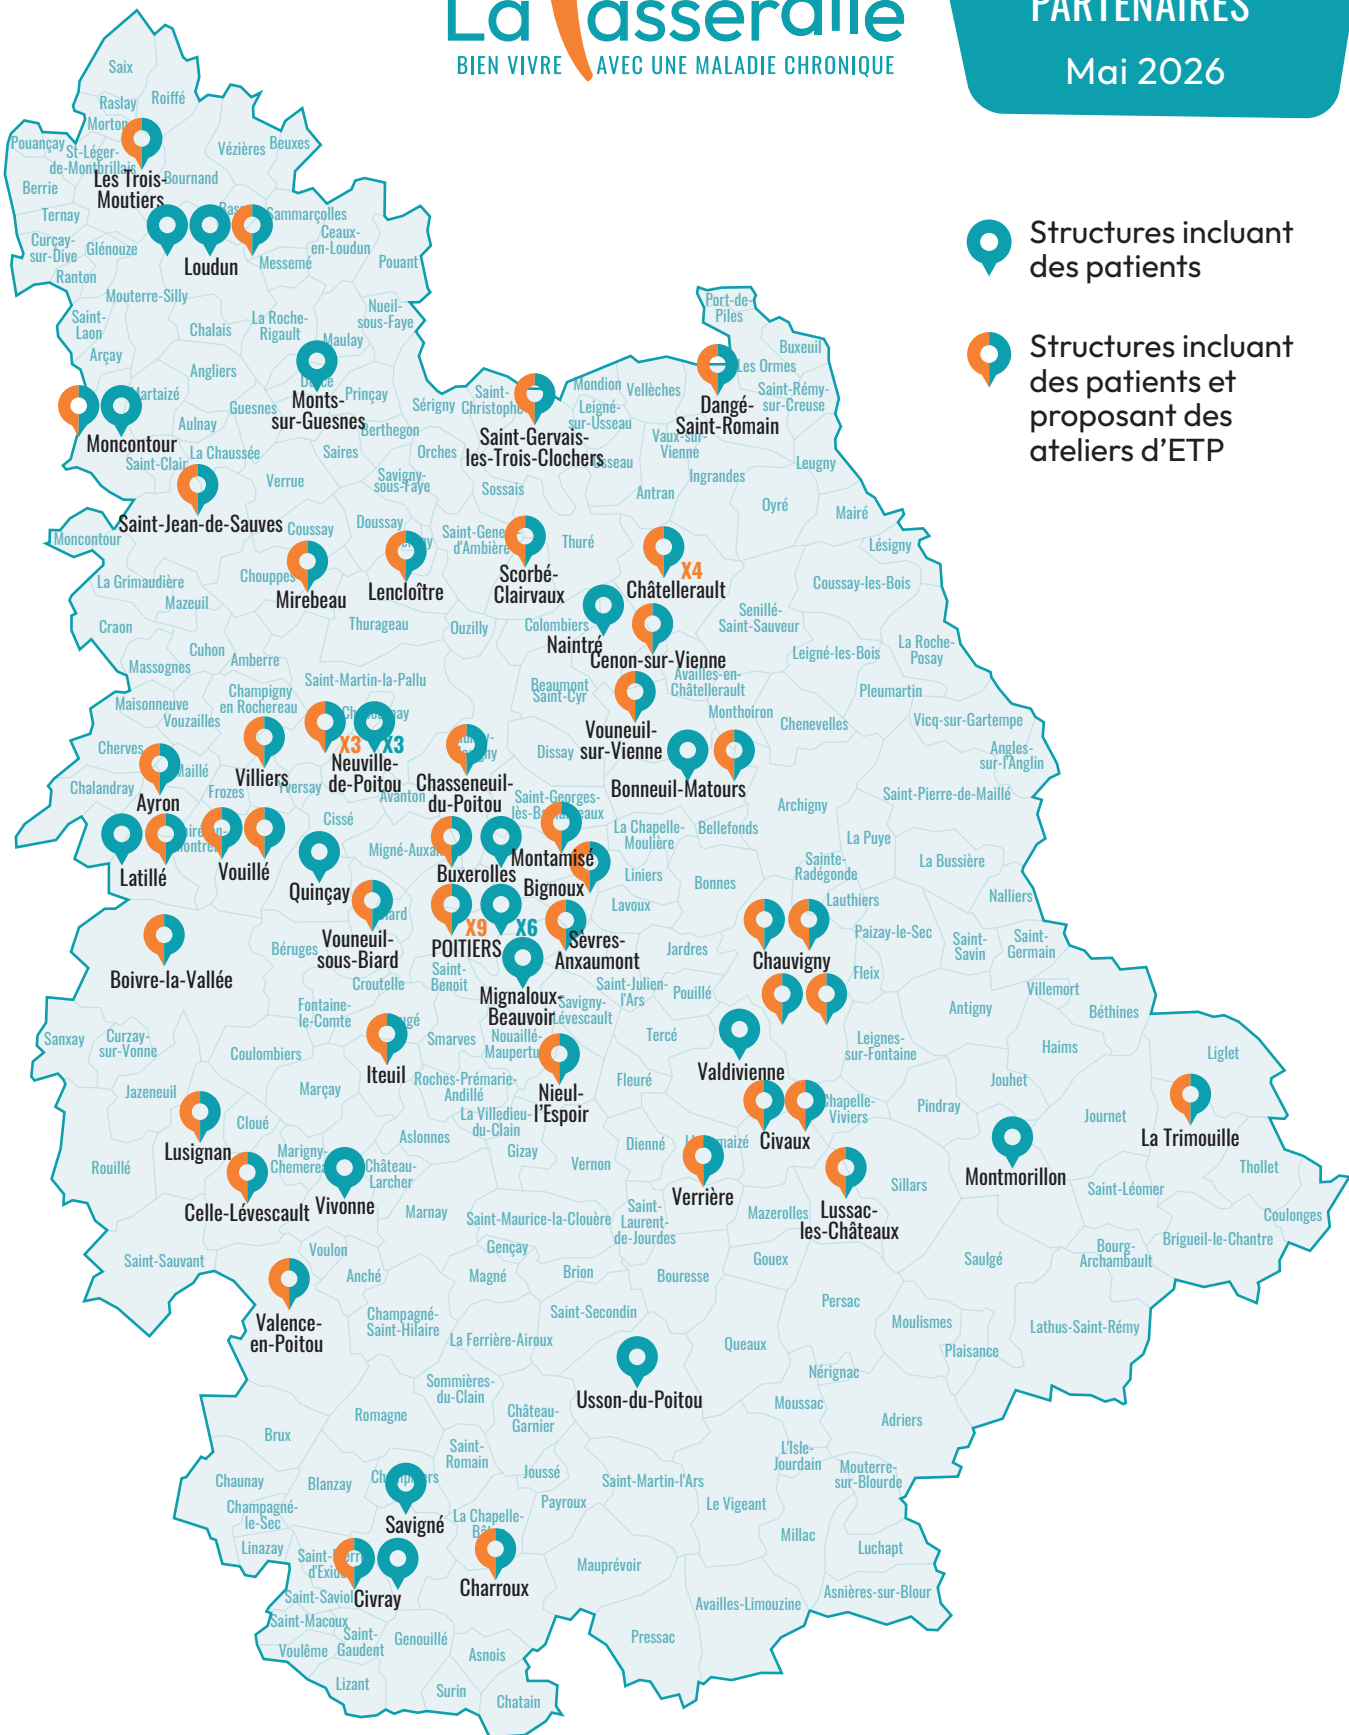 La Passerelle
BIEN VIVRE AVEC UNE MALADIE CHRONIQUE
PARTENAIRES
Mai 2026
Structures incluant
des patients
Structures incluant
des patients et
proposant des
ateliers d'ETP
Saix
Raslay
Roiffé
Morton
Pouançay
St-Léger-
de-Montbrillais
Vézières
Beuxes
Berrie
Les Trois-
Moutiers
Bournand
Ternay
Sammarçolles
Curçay-
sur-Dive
Glénouze
Ceaux-
en-Loudun
Ranton
Loudun
Messemé
Pouant
Mouterre-Silly
Saint-
Laon
Chalais
La Roche-
Rigault
Nueil-
sous-Faye
Maulay
Arçay
Angliers
Port-de-
Piles
Buxeuil
Les Ormes
Martaizé
Guesnes
Monts-
sur-Guesnes
Prinçay
Sérigny
Saint-
Christophe
Mondion
Vellèches
Leigné-
sur-Usseau
Dangé-
Saint-Romain
Saint-Rémy-
sur-Creuse
Moncontour
Aulnay
Berthegon
Saint-Gervais-
les-Trois-Clochers
Usseau
Vaux-sur-
Vienne
Saint-Clair
La Chaussée
Saires
Orches
Leugny
Verrue
Savigny-
sous-Faye
Sossais
Ingrandes
Antran
Oyré
Mairé
Saint-Jean-de-Sauves
Moncontour
Coussay
Doussay
Saint-Genest-
d'Ambière
Thuré
Lésigny
La Grimaudière
Chouppes
Mirebeau
Lencloître
Scorbé-
Clairvaux
X4
Châtellerault
Coussay-les-Bois
Mazeuil
Craon
Thurageau
Ouzilly
Colombiers
Naintré
Senillé-
Saint-Sauveur
Cenon-sur-Vienne
Leigné-les-Bois
La Roche-
Posay
Cuhon
Massognes
Amberre
Saint-Martin-la-Pallu
Beaumont
Saint-Cyr
Availles-en-
Châtellerault
Pleumartin
Maisonneuve
Champigny
en Rochereau
Vouzailles
Monthoiron
Chenevelles
Vicq-sur-Gartempe
Cherves
X3
X3
Neuville-
de-Poitou
Dissay
Vouneuil-
sur-Vienne
Angles-
sur-l'Anglin
Maillé
Villiers
Yversay
Chasseneuil-
du-Poitou
Bonneuil-Matours
Chalandray
Ayron
Frozes
Avanton
Saint-Georges-
lès-Baillargeaux
Archigny
Saint-Pierre-de-Maillé
Cissé
La Chapelle-
Moulière
Bellefonds
La Puye
Latillé
Vouillé
Quinçay
Migné-Auxances
Buxerolles
Montamisé
Bignoux
Liniers
Bonnes
Sainte-
Radégonde
La Bussière
Nalliers
Lavoux
Lauthiers
Biard
X9
X6
POITIERS
Sèvres-
Anxaumont
Paizay-le-Sec
Saint-
Savin
Saint-
Germain
Béruges
Vouneuil-
sous-Biard
Jardres
Chauvigny
Boivre-la-Vallée
Croutelle
Saint-
Benoit
Fleix
Saint-Julien-
l'Ars
Pouillé
Villemort
Mignaloux-
Beauvoir
Savigny-
Lévescault
Antigny
Béthines
Fontaine-
le-Comte
Sanxay
Curzay-
sur-Vonne
Smarves
Nouaillé-
Maupertuis
Tercé
Leignes-
sur-Fontaine
Haims
Liglet
Coulombiers
Iteuil
Valdivienne
Jazeneuil
Marçay
Roches-Prémarie-
Andillé
Nieul-
l'Espoir
Fleuré
Jouhet
Cloué
La Villedieu-
du-Clain
Chapelle-
Viviers
Pindray
Journet
Lusignan
Aslonnes
Gizay
Dienné
Civaux
La Trimouille
Rouillé
Marigny-
Chemereau
Château-
Larcher
Vernon
Montmorillon
Thollet
Celle-Lévescault
Vivonne
Verrière
Sillars
Saint-Léomer
Marnay
Saint-Maurice-la-Clouère
Saint-
Laurent-
de-Jourdes
Mazerolles
Lussac-
les-Châteaux
Coulonges
Saint-Sauvant
Voulon
Gençay
Brigueil-le-Chantre
Bourg-
Archambault
Anché
Magné
Brion
Bouresse
Gouex
Saulgé
Valence-
en-Poitou
Champagné-
Saint-Hilaire
Saint-Secondin
Persac
Moulismes
Lathus-Saint-Rémy
La Ferrière-Airoux
Queaux
Plaisance
Nérignac
Sommières-
du-Clain
Usson-du-Poitou
Moussac
Romagne
Château-
Garnier
Adriers
Brux
Saint-
Romain
L'Isle-
Jourdain
Chaunay
Blanzay
Joussé
Saint-Martin-l'Ars
Mouterre-
sur-Blourde
Champagné-
le-Sec
Payroux
Le Vigeant
Savigné
La Chapelle-
Bâton
Millac
Linazay
Luchapt
Saint-Pierre-
d'Exideuil
Mauprévoir
Charroux
Saint-Saviol
Civray
Availles-Limouzine
Asnières-sur-Blour
Saint-Macoux
Saint-
Gaudent
Genouillé
Pressac
Voulême
Asnois
Lizant
Surin
Chatain